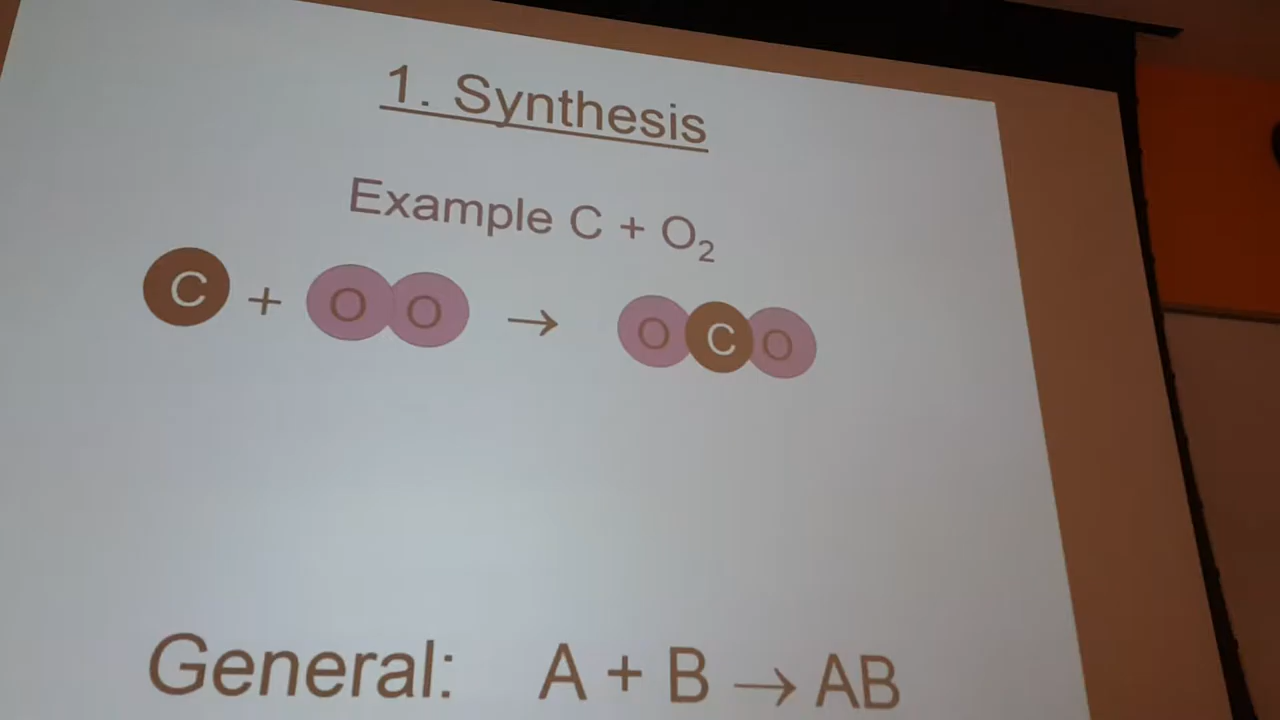 1. Synthesis
Example C + O₂
C + O O → O C O
General: A + B → AB